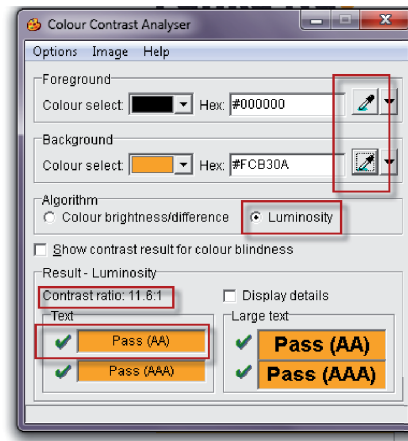 Colour Contrast Analyser
Options Image Help
Foreground
Colour select: Hex: #000000
Background
Colour select: Hex: #FCB30A
Algorithm
Colour brightness/difference Luminosity
Show contrast result for colour blindness
Result - Luminosity
Contrast ratio: 11.6:1 Display details
Text Large text
Pass (AA) Pass (AA)
Pass (AAA) Pass (AAA)